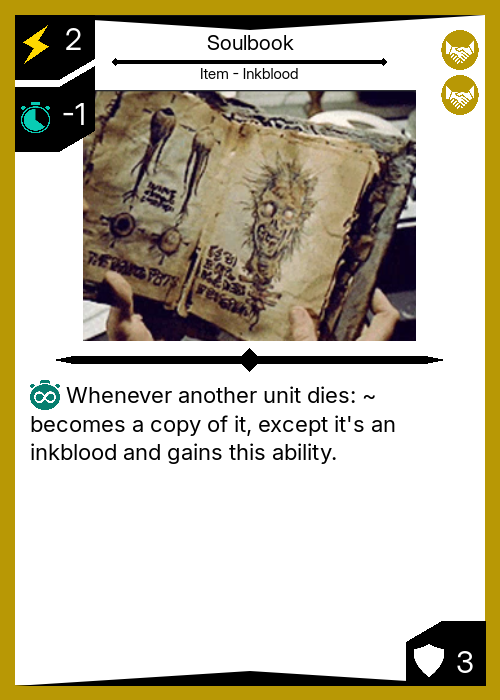 2
Soulbook
Item - Inkblood
-1
Whenever another unit dies: ~
becomes a copy of it, except it's an
inkblood and gains this ability.
3